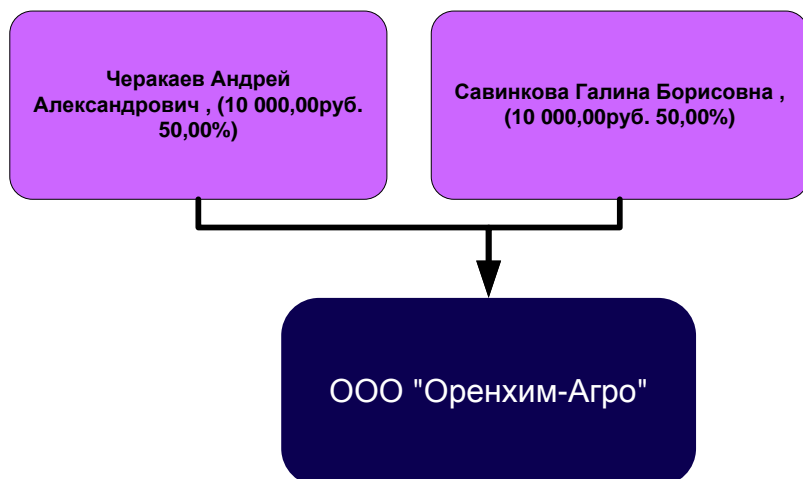 Черакаев Андрей
Александрович , (10 000,00руб.
50,00%)
Савинкова Галина Борисовна ,
(10 000,00руб. 50,00%)
ООО "Оренхим-Агро"